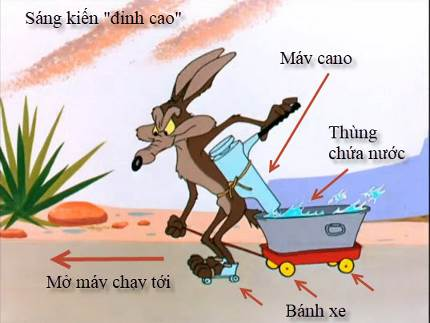 Sáng kiến "đỉnh cao"
Máy cano
Thùng
chứa nước
Mở máy chạy tới
Bánh xe